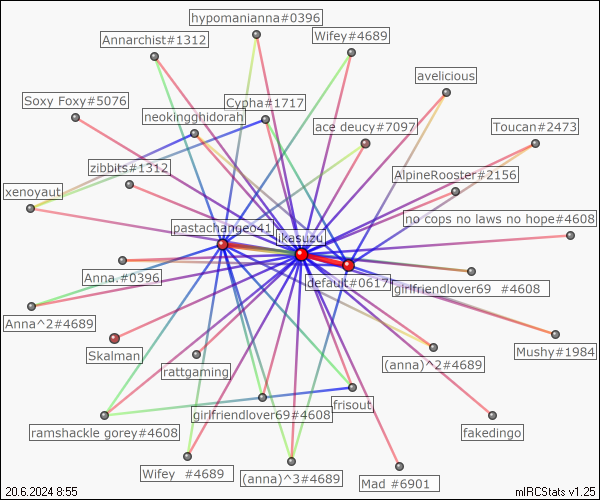 hypomanianna#0396
Annarchist#1312
Wifey#4689
avelicious
Soxy Foxy#5076
Cypha#1717
neokingghidorah
ace deucy#7097
Toucan#2473
zibbits#1312
AlpineRooster#2156
xenoyaut
no cops no laws no hope#4608
pastachangeo41
ikasuzu
Anna.#0396
default#0617
girlfriendlover69 #4608
Anna^2#4689
Skalman
Mushy#1984
(anna)^2#4689
rattgaming
frisout
girlfriendlover69#4608
ramshackle gorey#4608
fakedingo
Wifey #4689
(anna)^3#4689
Mad #6901
20.6.2024 8:55
mIRCStats v1.25